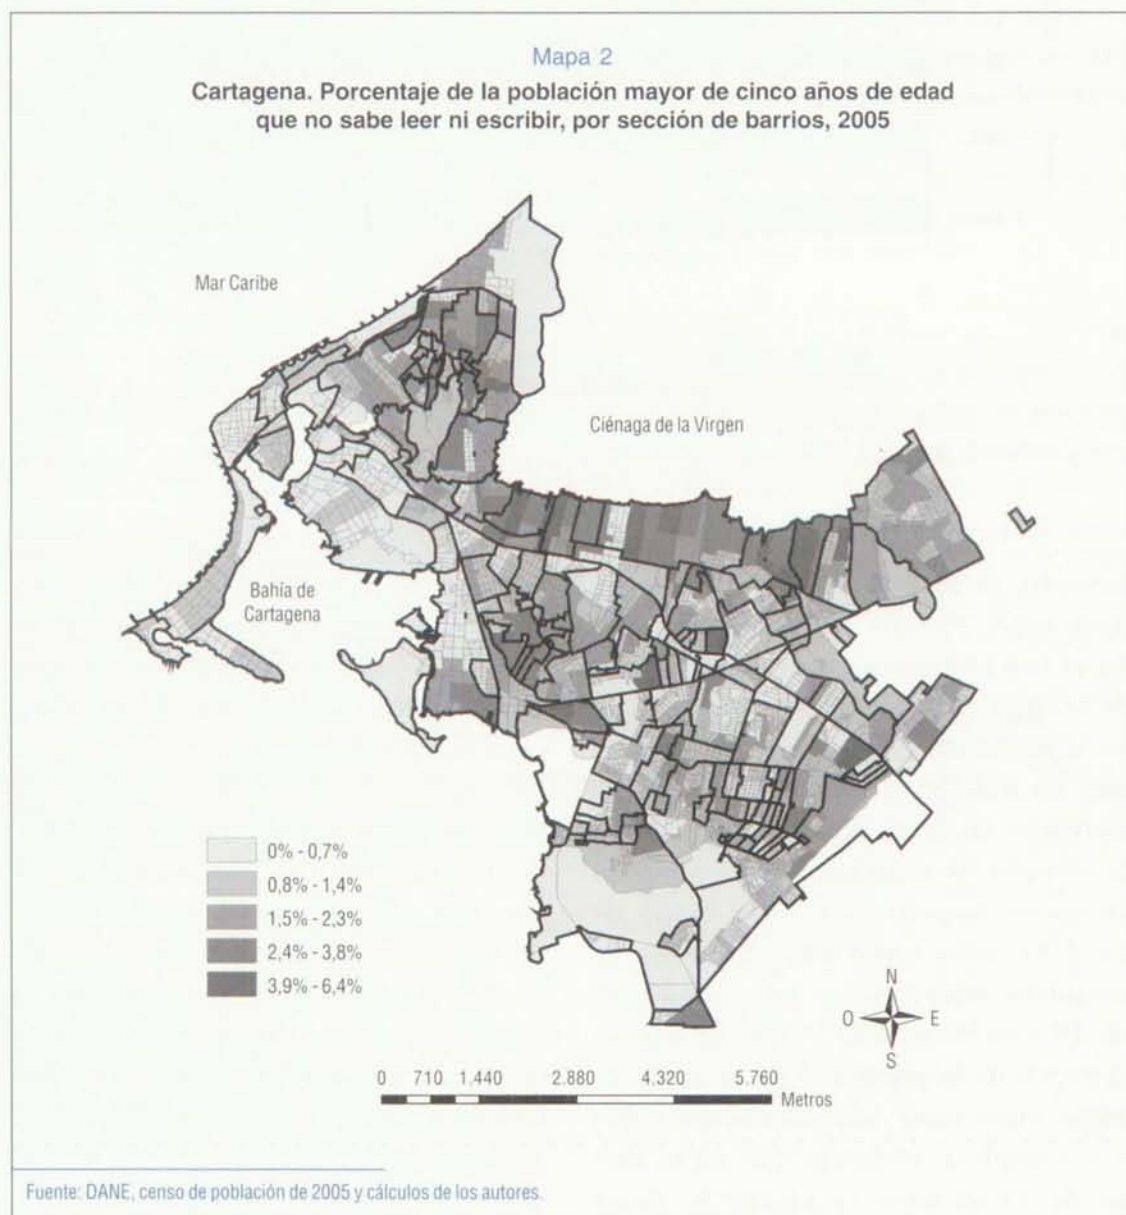 Mapa 2
Cartagena. Porcentaje de la población mayor de cinco años de edad
que no sabe leer ni escribir, por sección de barrios, 2005
Mar Caribe
Ciénaga de la Virgen
Bahía de
Cartagena
0% - 0,7%
0,8% - 1,4%
1,5% - 2,3%
2,4% - 3,8%
3,9% - 6,4%
N
O E
S
0 710 1.440 2.880 4.320 5.760
Metros
Fuente: DANE, censo de población de 2005 y cálculos de los autores.